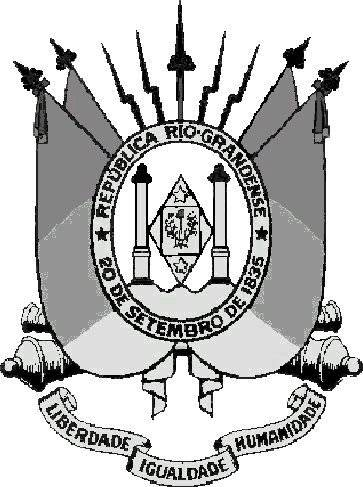 REPÚBLICA RIO-GRANDENSE
20 DE SETEMBRO DE 1835
LIBERDADE
IGUALDADE
HUMANIDADE